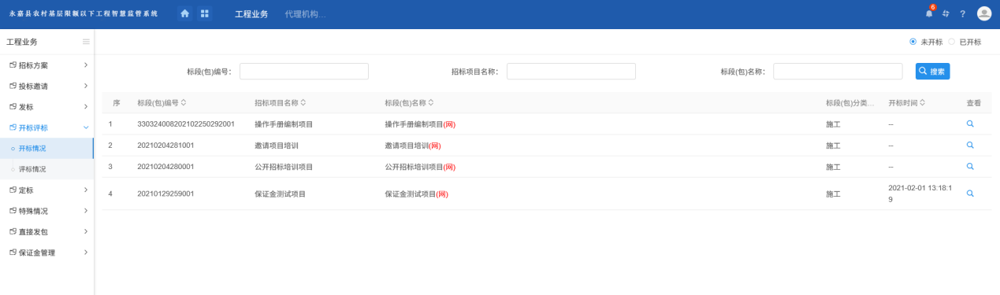 永嘉县农村基层限额以下工程智慧监管系统 工程业务 代理机构... 6 ?
工程业务
未开标 已开标
招标方案
投标邀请
发标
开标评标
开标情况
评标情况
定标
特殊情况
直接发包
保证金管理
标段(包)编号: 招标项目名称: 标段(包)名称: 搜索
序 标段(包)编号 招标项目名称 标段(包)名称 标段(包)分类... 开标时间 查看
1 330324008202102250292001 操作手册编制项目 操作手册编制项目(网) 施工 --
2 20210204281001 邀请项目培训 邀请项目培训(网) 施工 --
3 20210204280001 公开招标培训项目 公开招标培训项目(网) 施工 --
4 20210129259001 保证金测试项目 保证金测试项目(网) 施工 2021-02-01 13:18:1
9